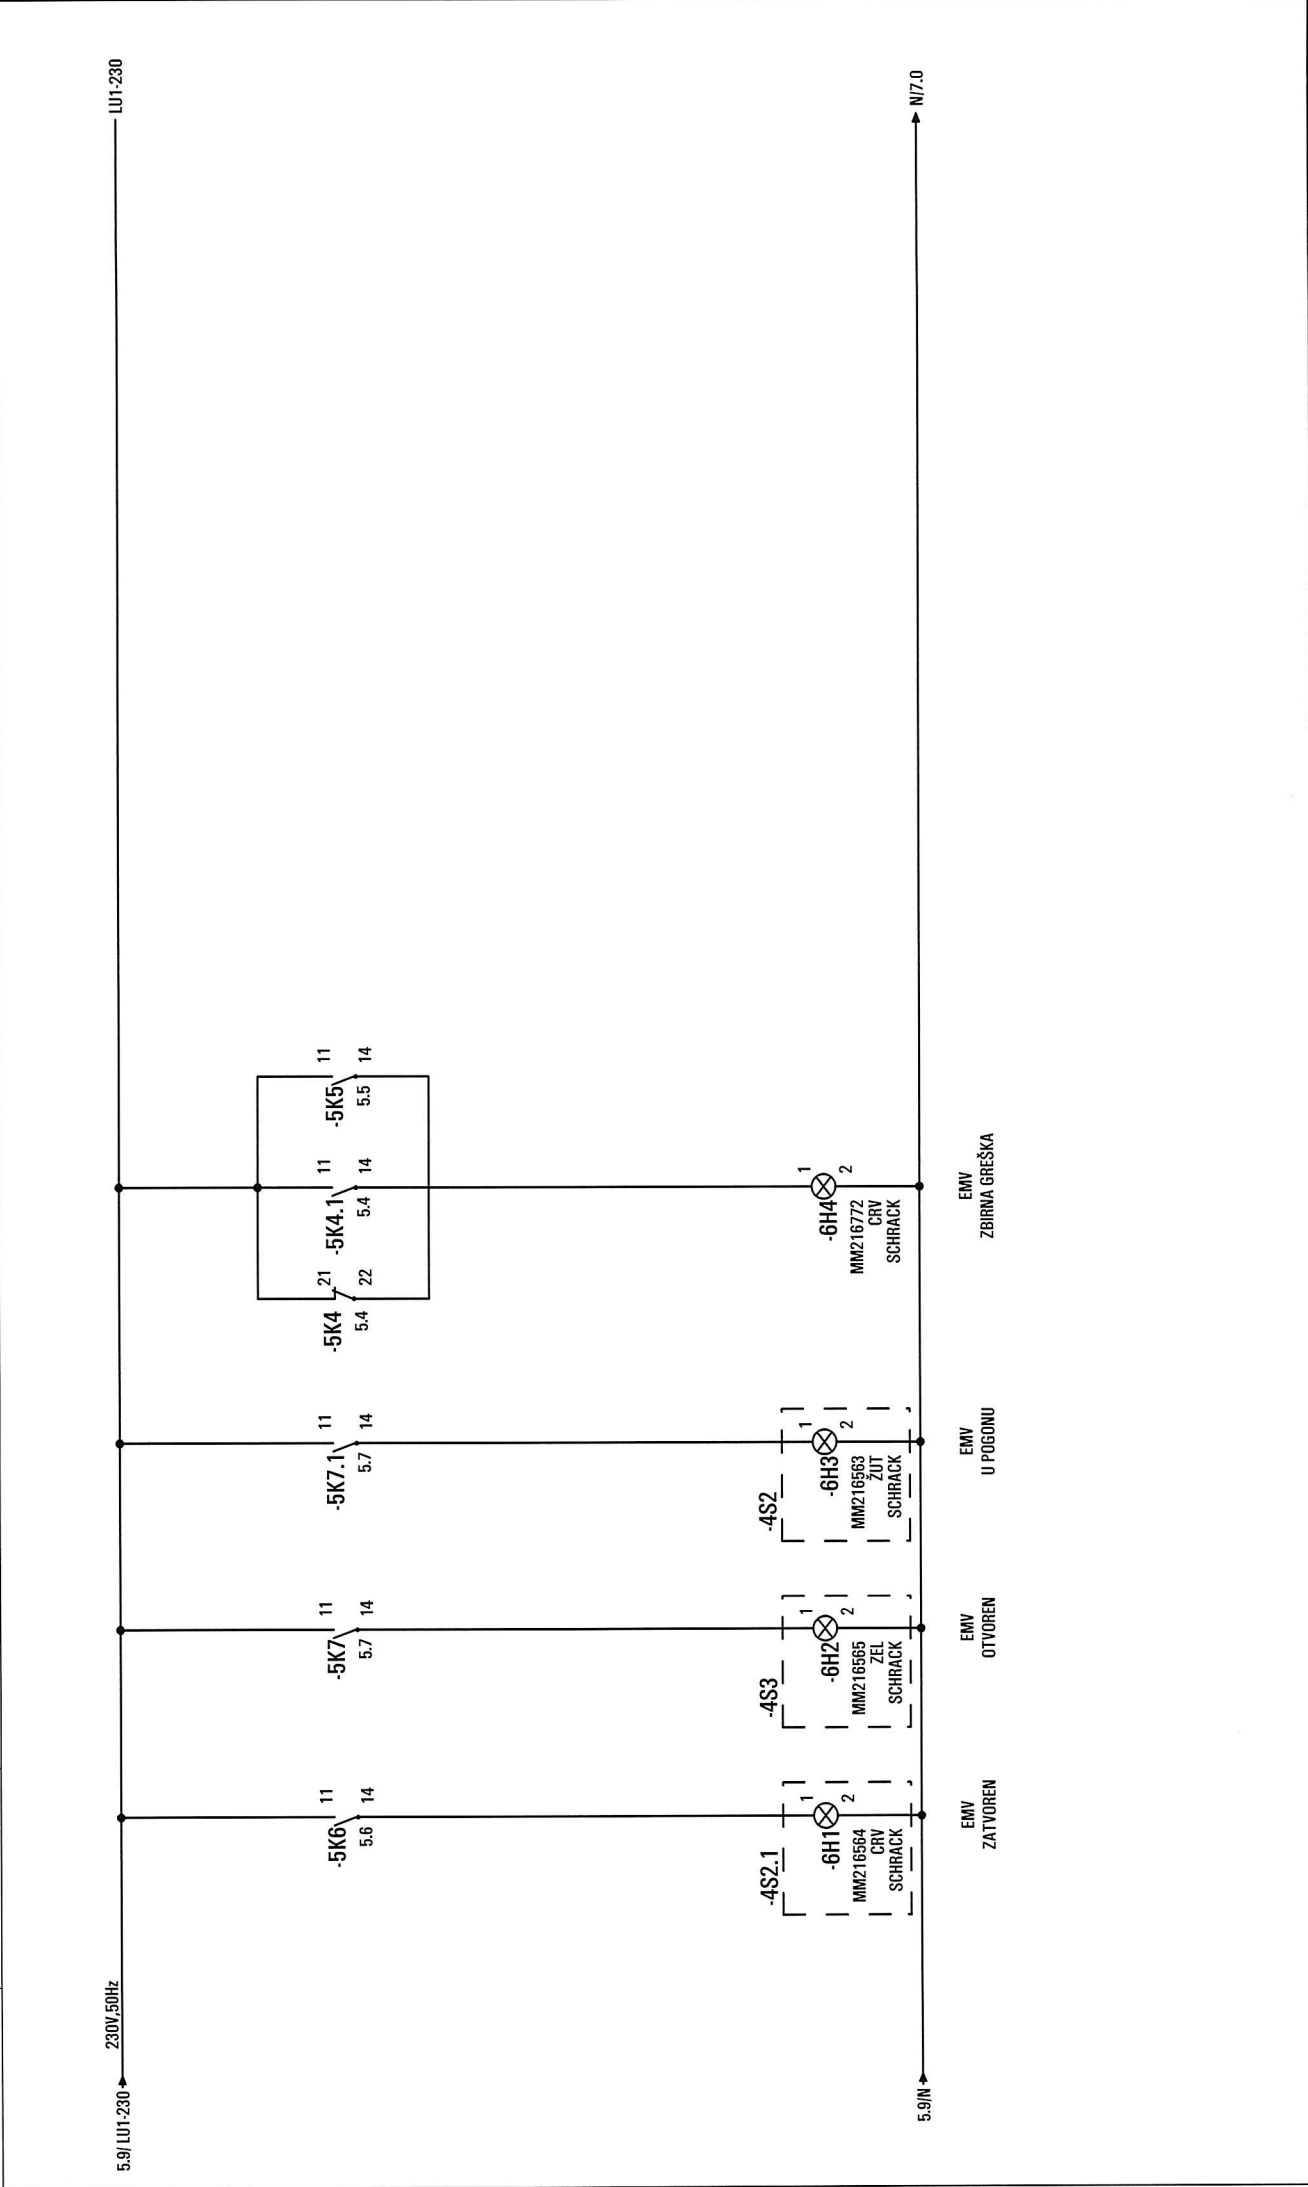 5.9/ LU1-230
230V,50Hz
LU1-230
-5K6
11
14
5.6
-5K7
11
14
5.7
-5K7.1
11
14
5.7
-5K4
21
22
5.4
-5K4.1
11
14
5.4
-5K5
11
14
5.5
-4S2.1
-6H1
1
2
MM216564
CRV
SCHRACK
-4S3
-6H2
1
2
MM216565
ZEL
SCHRACK
-4S2
-6H3
1
2
MM216563
ŽUT
SCHRACK
-6H4
1
2
MM216772
CRV
SCHRACK
5.9/N
N/7.0
EMV
ZATVOREN
EMV
OTVOREN
EMV
U POGONU
EMV
ZBIRNA GREŠKA